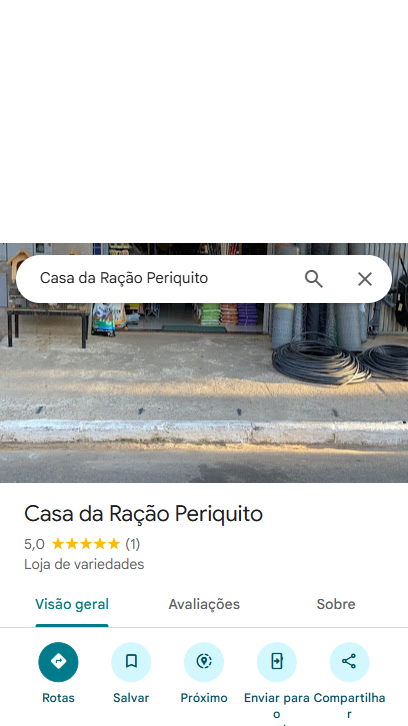 Casa da Ração Periquito
Casa da Ração Periquito
5,0 ★★★★★ (1)
Loja de variedades
Visão geral Avaliações Sobre
Rotas Salvar Próximo Enviar para o Compartilhar